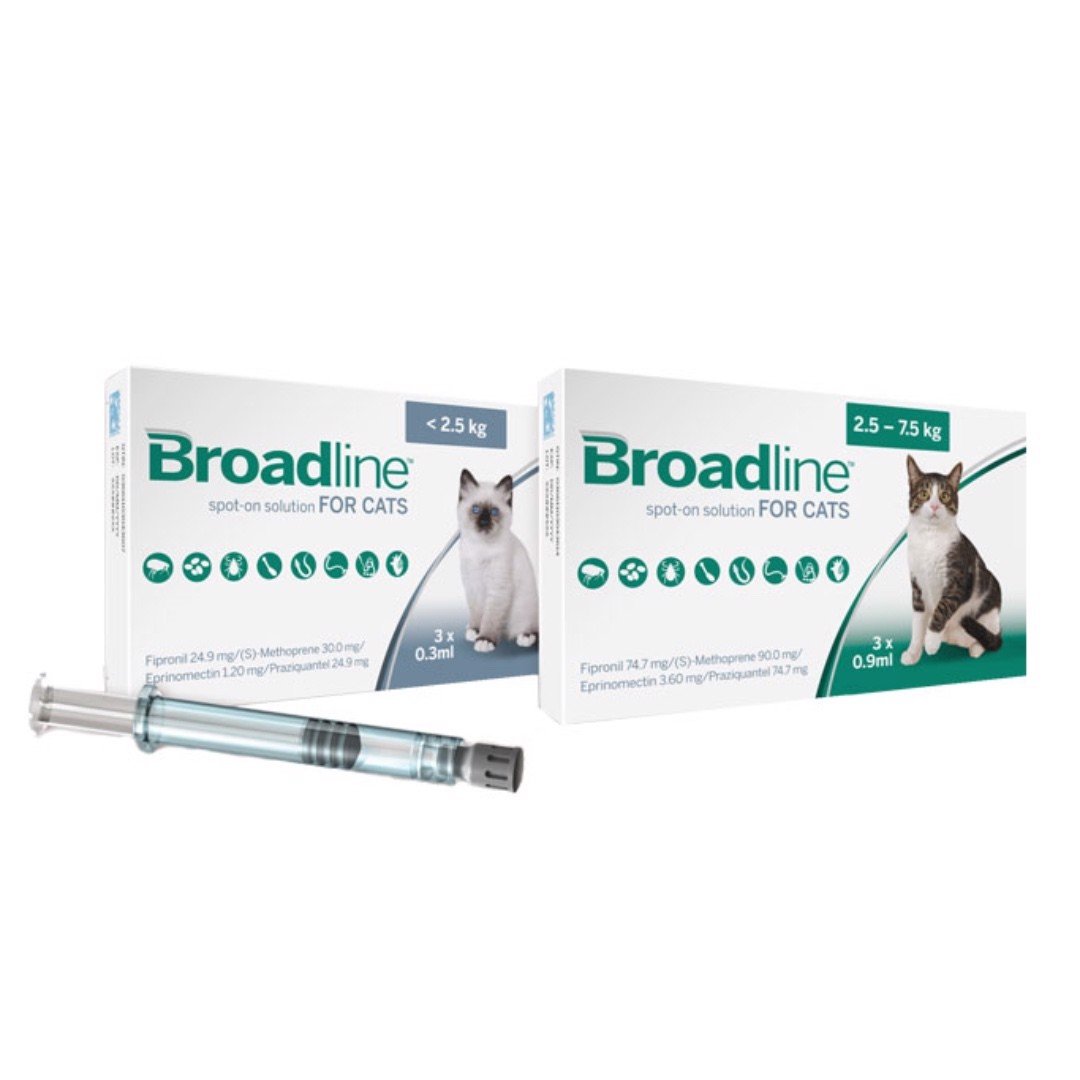 < 2.5 kg
Broadline™
spot-on solution FOR CATS
3 x
0.3ml
Fipronil 24.9 mg/(S)-Methoprene 30.0 mg/
Eprinomectin 1.20 mg/Praziquantel 24.9 mg
2.5 – 7.5 kg
Broadline™
spot-on solution FOR CATS
3 x
0.9ml
Fipronil 74.7 mg/(S)-Methoprene 90.0 mg/
Eprinomectin 3.60 mg/Praziquantel 74.7 mg